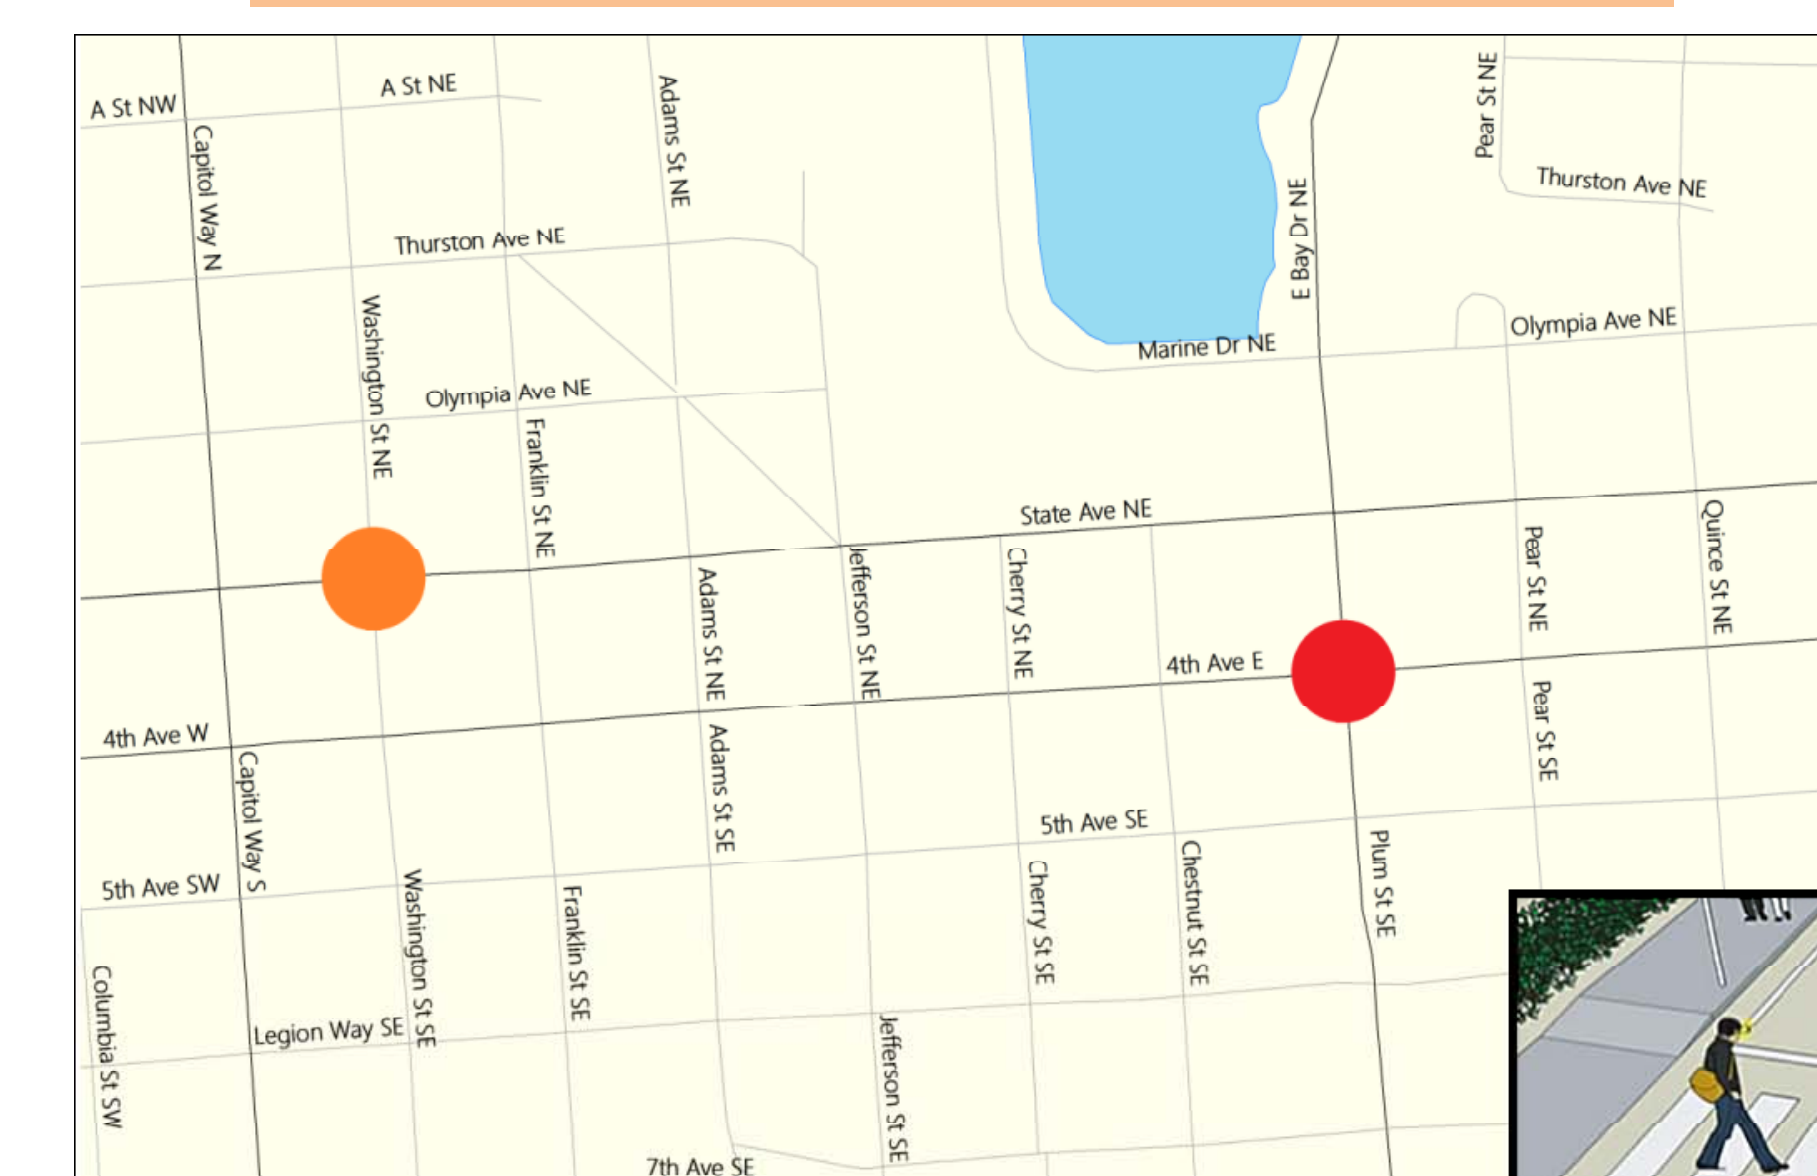 A St NW
A St NE
Adams St NE
Pear St NE
Capitol Way N
Thurston Ave NE
E Bay Dr NE
Thurston Ave NE
Washington St NE
Olympia Ave NE
Marine Dr NE
Olympia Ave NE
Franklin St NE
State Ave NE
Quince St NE
Pear St NE
Cherry St NE
Jefferson St NE
Adams St NE
4th Ave E
Pear St SE
4th Ave W
Adams St SE
Capitol Way S
5th Ave SE
Plum St SE
Chestnut St SE
Cherry St SE
5th Ave SW
Washington St SE
Franklin St SE
Columbia St SW
Legion Way SE
Jefferson St SE
7th Ave SE